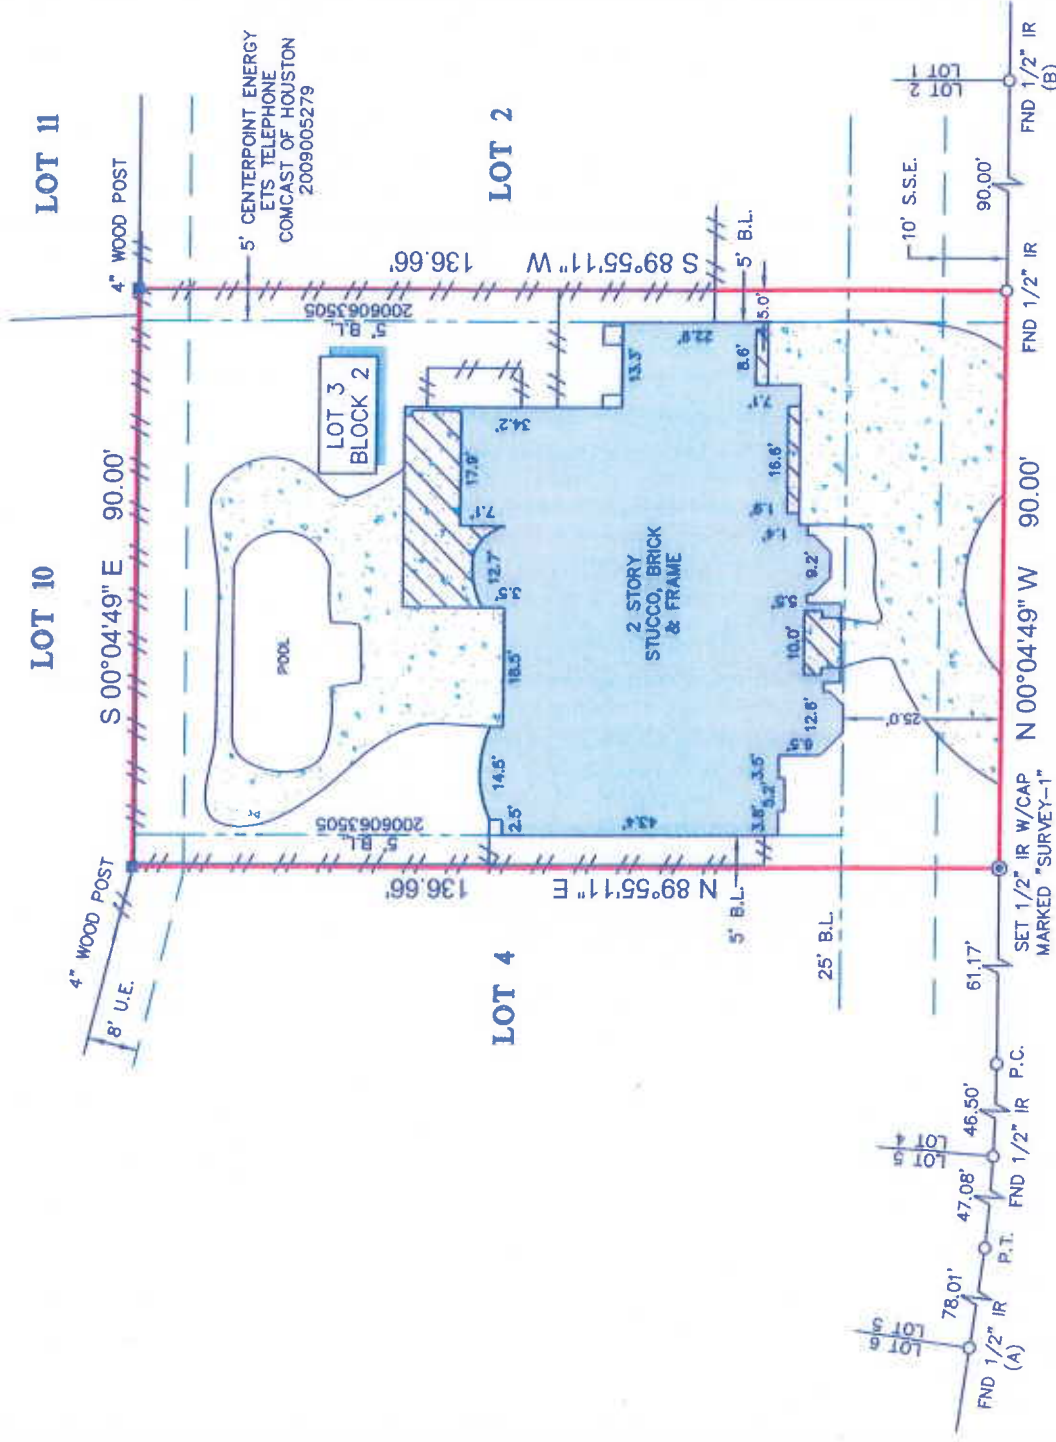 LOT 11
LOT 10
LOT 2
LOT 4
4" WOOD POST
5' CENTERPOINT ENERGY
ETS TELEPHONE
COMCAST OF HOUSTON
2009005279
S 00°04'49" E 90.00'
4" WOOD POST
8' U.E.
LOT 3
BLOCK 2
5' B.L.
2006063505
S 89°55'11" W 136.66'
POOL
34.2'
17.9'
7.1'
12.7'
18.5'
14.5'
2.5'
13.3'
22.9'
5' B.L.
2006063505
N 89°55'11" E 136.66'
2 STORY
STUCCO, BRICK
& FRAME
43.4'
8.6'
5.0'
5' B.L.
7.1'
16.6'
1.9'
9.2'
10.0'
12.6'
3.5'
5.2'
3.8'
25.0'
5' B.L.
25' B.L.
10' S.S.E.
LOT 1
LOT 2
90.00'
FND 1/2" IR
(B)
FND 1/2" IR
N 00°04'49" W 90.00'
SET 1/2" IR W/CAP
MARKED "SURVEY-1"
61.17'
P.C.
46.50'
LOT 4
LOT 5
FND 1/2" IR
47.08'
P.T.
78.01'
LOT 5
LOT 6
FND 1/2" IR
(A)